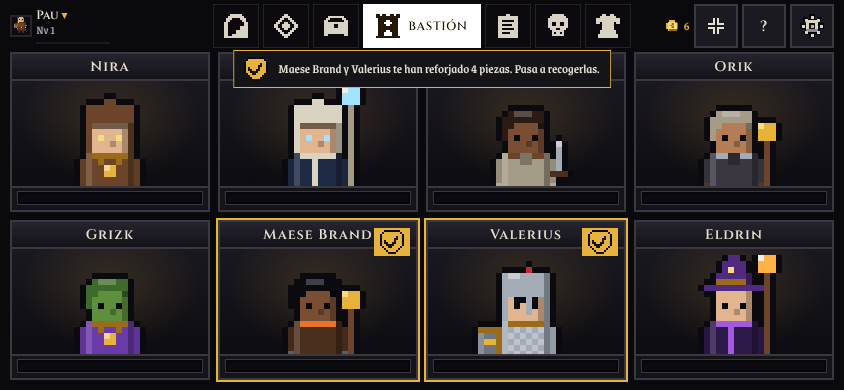 PAU
Nv 1
BASTIÓN
6
?
Maese Brand y Valerius te han reforjado 4 piezas. Pasa a recogerlas.
NIRA
ORIK
GRIZK
MAESE BRAND
VALERIUS
ELDRIN